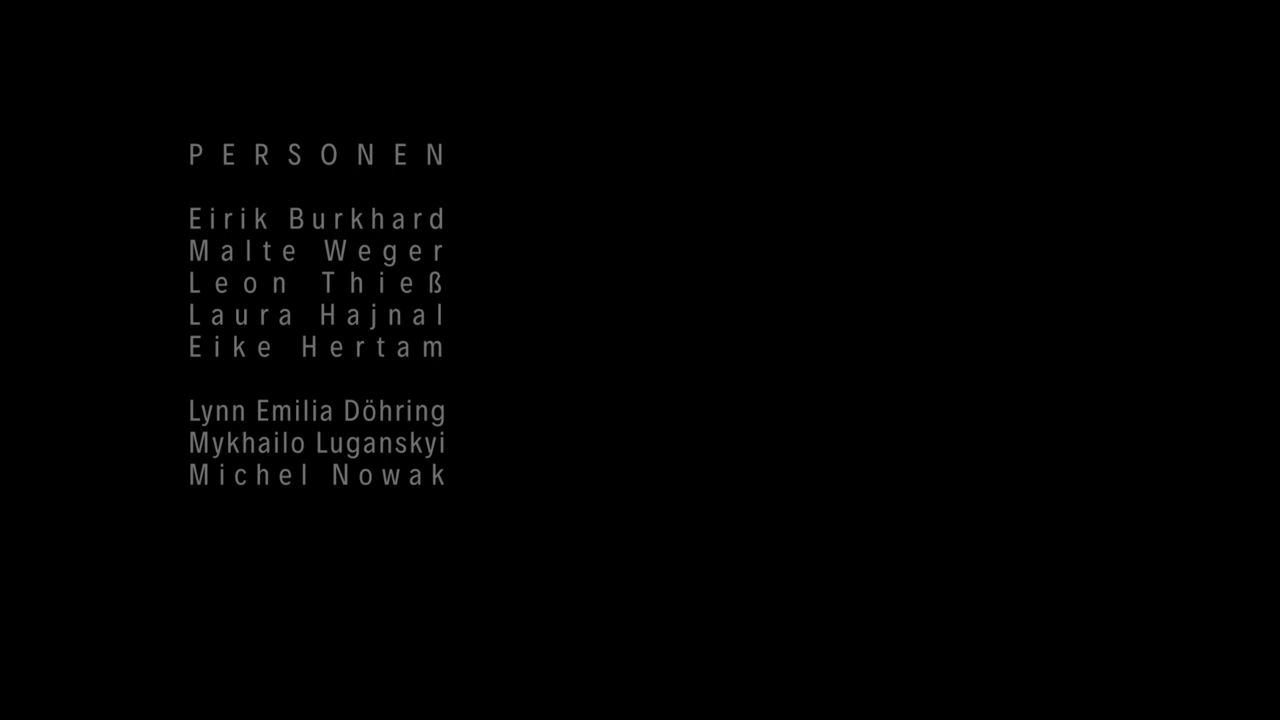 PERSONEN
Eirik Burkhard
Malte Weger
Leon Thieß
Laura Hajnal
Eike Hertam
Lynn Emilia Döhring
Mykhailo Luganskyi
Michel Nowak